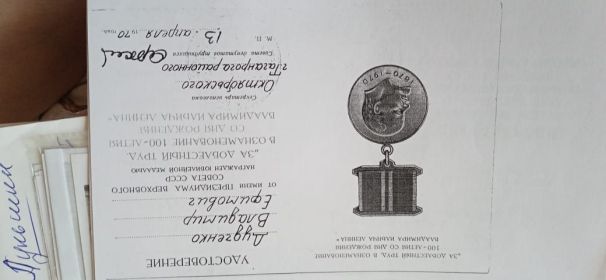 УДОСТОВЕРЕНИЕ
Дудченко
Владимир
Ефимович
ОТ ИМЕНИ ПРЕЗИДИУМА ВЕРХОВНОГО
СОВЕТА СССР
НАГРАЖДЕН ЮБИЛЕЙНОЙ МЕДАЛЬЮ
„ЗА ДОБЛЕСТНЫЙ ТРУД
В ОЗНАМЕНОВАНИЕ 100-ЛЕТИЯ
СО ДНЯ РОЖДЕНИЯ
ВЛАДИМИРА ИЛЬИЧА ЛЕНИНА"
Секретарь исполкома
Октябрьского
г. Таганрога районного
Совета депутатов трудящихся
М. П. 13. апреля 1970 года
1870-1970
„ЗА ДОБЛЕСТНЫЙ ТРУД. В ОЗНАМЕНОВАНИЕ
100-ЛЕТИЯ СО ДНЯ РОЖДЕНИЯ
ВЛАДИМИРА ИЛЬИЧА ЛЕНИНА"